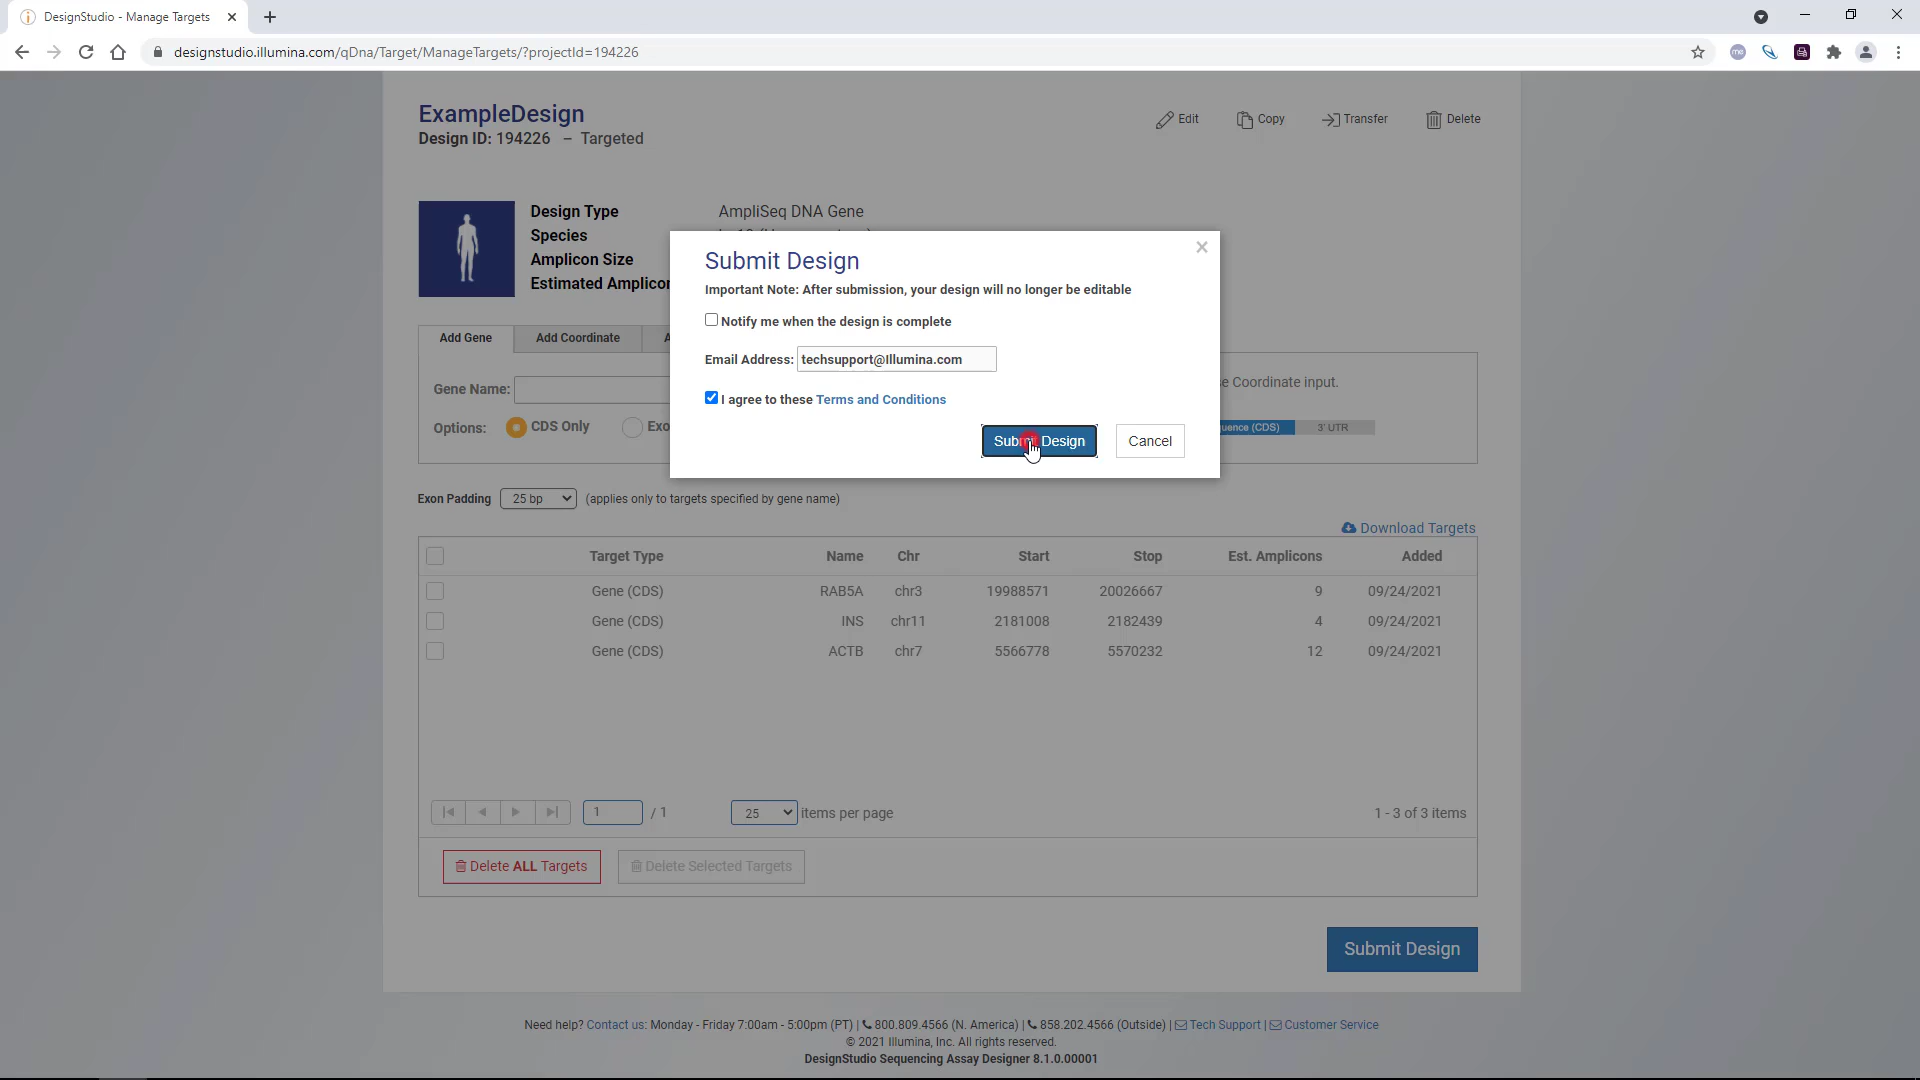 DesignStudio - Manage Targets
designstudio.illumina.com/qDna/Target/ManageTargets/?projectId=194226
ExampleDesign
Design ID: 194226 – Targeted
Edit Copy Transfer Delete
Design Type AmpliSeq DNA Gene
Species
Amplicon Size
Estimated Amplicon
Submit Design
Important Note: After submission, your design will no longer be editable
Notify me when the design is complete
Email Address: techsupport@Illumina.com
I agree to these Terms and Conditions
Submit Design Cancel
Add Gene Add Coordinate
Gene Name: Coordinate input.
Options: CDS Only (CDS) 3' UTR
Exon Padding 25 bp (applies only to targets specified by gene name)
Download Targets
Target Type Name Chr Start Stop Est. Amplicons Added
Gene (CDS) RAB5A chr3 19988571 20026667 9 09/24/2021
Gene (CDS) INS chr11 2181008 2182439 4 09/24/2021
Gene (CDS) ACTB chr7 5566778 5570232 12 09/24/2021
1 / 1 25 items per page 1 - 3 of 3 items
Delete ALL Targets Delete Selected Targets
Submit Design
Need help? Contact us: Monday - Friday 7:00am - 5:00pm (PT) | 800.809.4566 (N. America) | 858.202.4566 (Outside) | Tech Support | Customer Service
© 2021 Illumina, Inc. All rights reserved.
DesignStudio Sequencing Assay Designer 8.1.0.00001